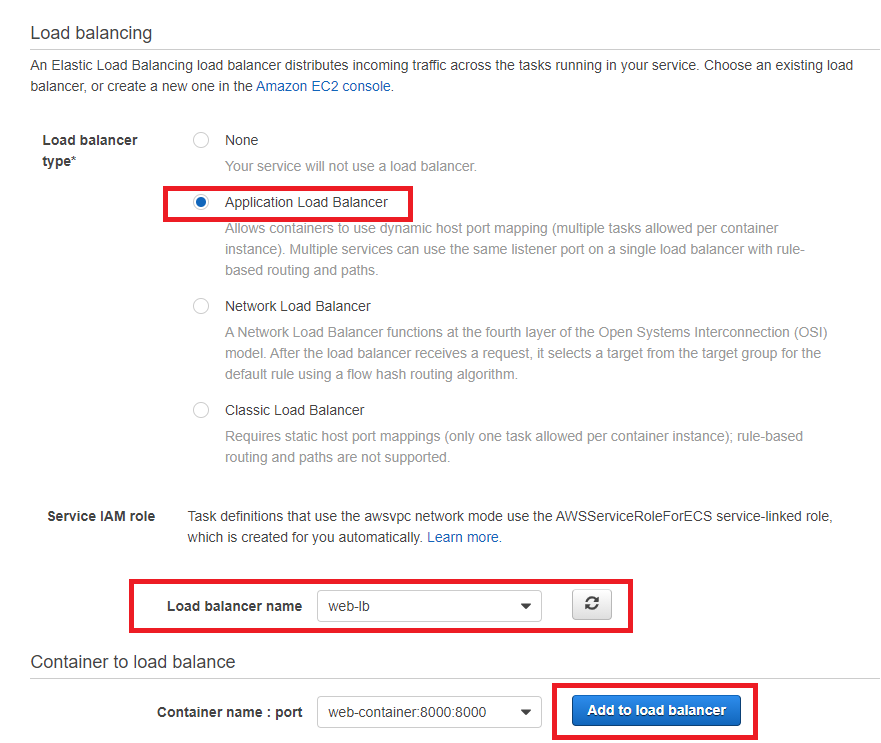 Load balancing
An Elastic Load Balancing load balancer distributes incoming traffic across the tasks running in your service. Choose an existing load
balancer, or create a new one in the Amazon EC2 console.
Load balancer
type*
None
Your service will not use a load balancer.
Application Load Balancer
Allows containers to use dynamic host port mapping (multiple tasks allowed per container
instance). Multiple services can use the same listener port on a single load balancer with rule-
based routing and paths.
Network Load Balancer
A Network Load Balancer functions at the fourth layer of the Open Systems Interconnection (OSI)
model. After the load balancer receives a request, it selects a target from the target group for the
default rule using a flow hash routing algorithm.
Classic Load Balancer
Requires static host port mappings (only one task allowed per container instance); rule-based
routing and paths are not supported.
Service IAM role
Task definitions that use the awsvpc network mode use the AWSServiceRoleForECS service-linked role,
which is created for you automatically. Learn more.
Load balancer name web-lb
Container to load balance
Container name : port web-container:8000:8000 Add to load balancer